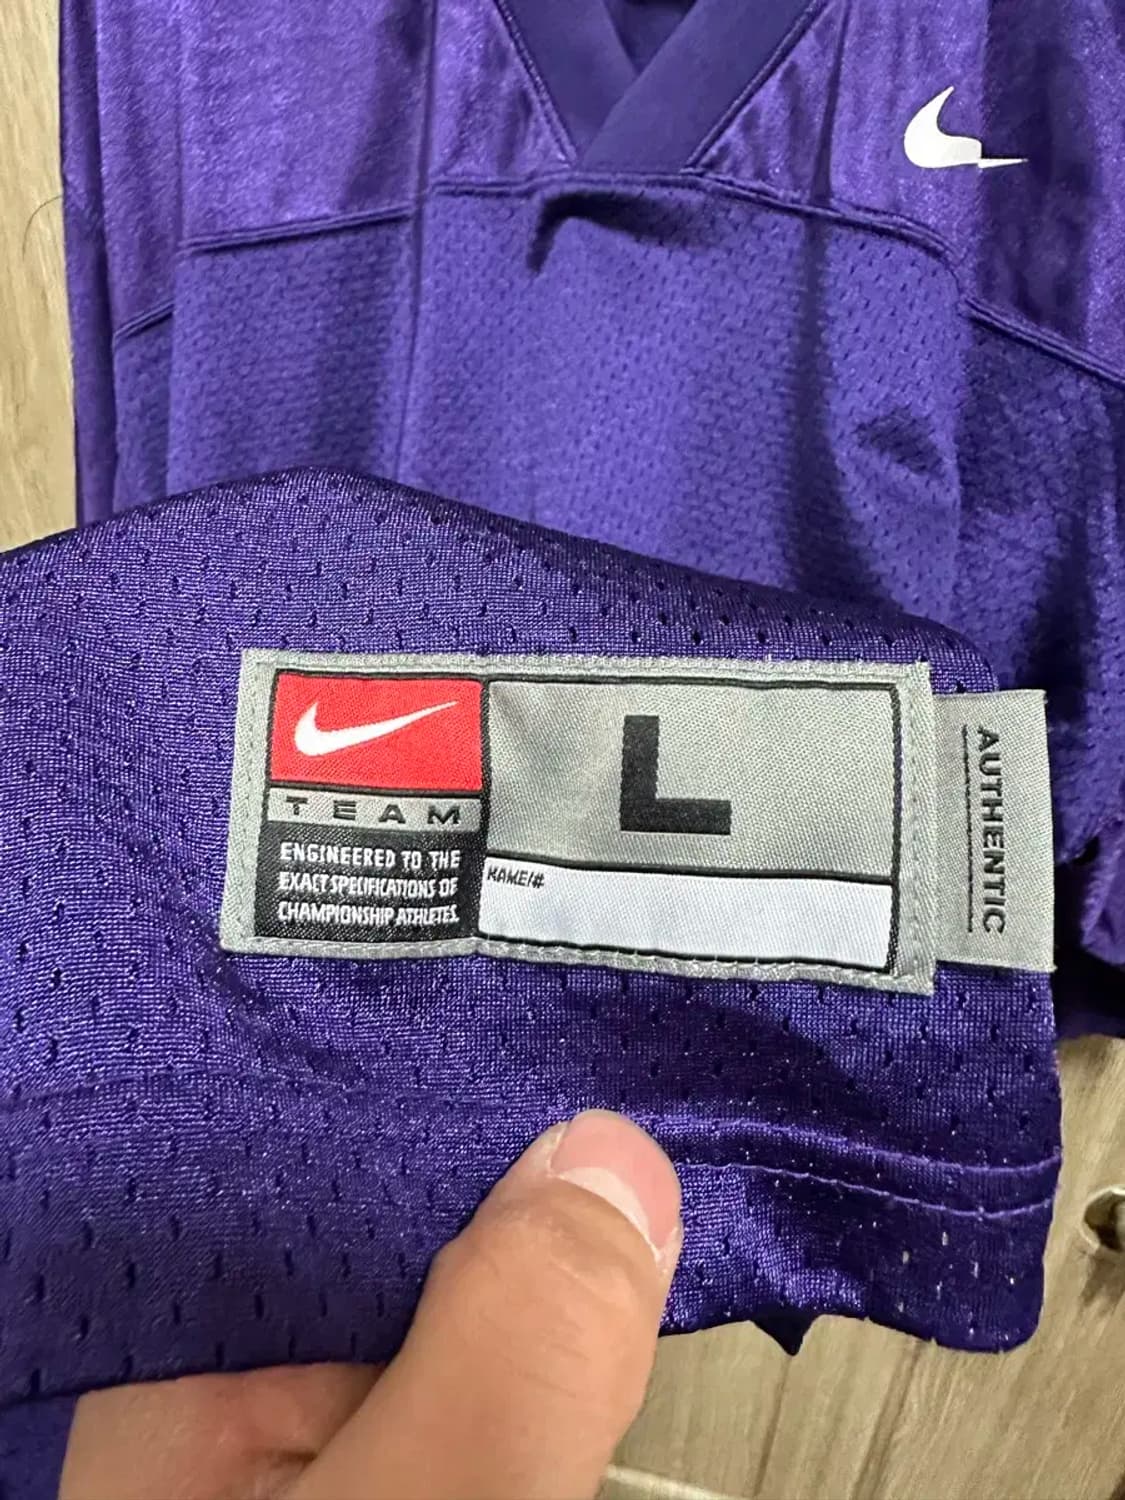 TEAM
ENGINEERED TO THE
EXACT SPECIFICATIONS OF
CHAMPIONSHIP ATHLETES.
L
NAME/#
AUTHENTIC